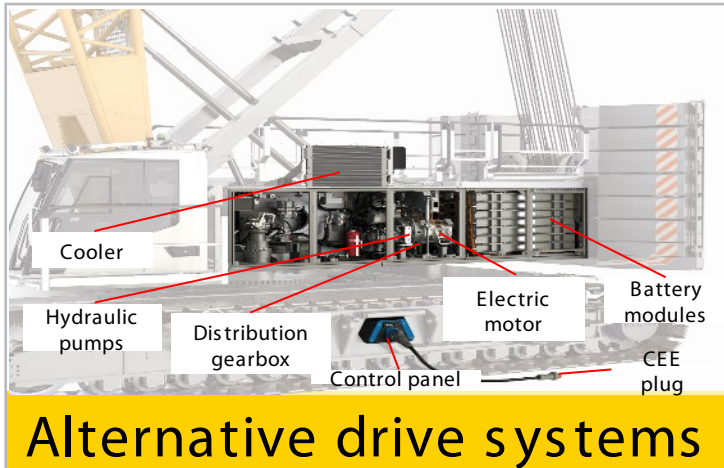 Cooler
Hydraulic
pumps
Distribution
gearbox
Control panel
Electric
motor
Battery
modules
CEE
plug
Alternative drive systems